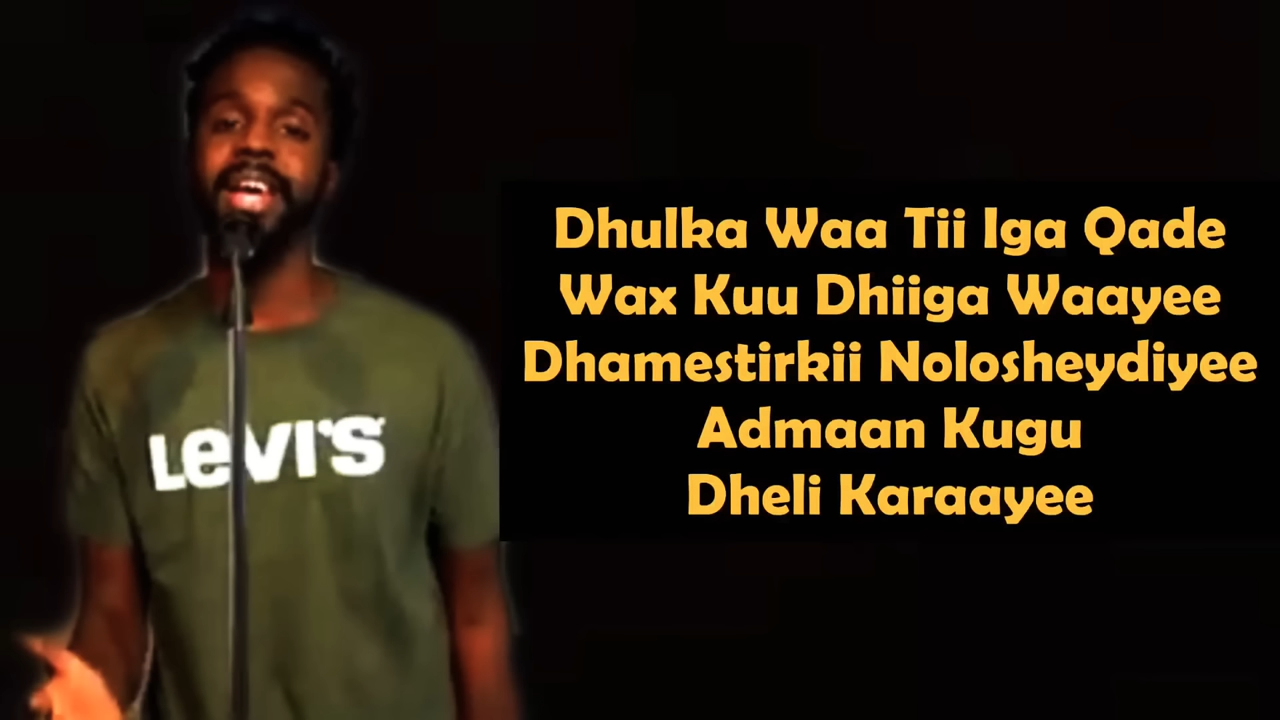 LEVI'S
Dhulka Waa Tii Iga Qade
Wax Kuu Dhiiga Waayee
Dhamestirkii Nolosheydiyee
Admaan Kugu
Dheli Karaayee